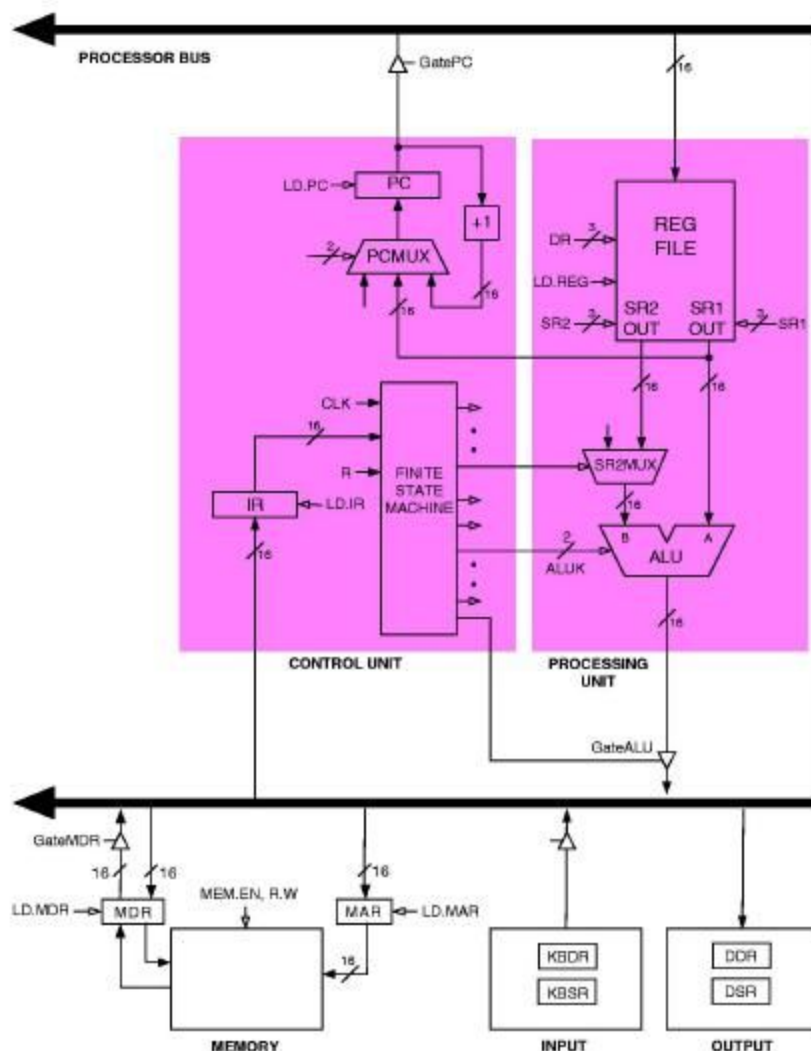 PROCESSOR BUS
GatePC
16
LD.PC
PC
+1
2
PCMUX
16
16
REG
FILE
DR
3
LD.REG
SR2
3
SR2
OUT
SR1
OUT
3
SR1
16
16
CLK
16
R
FINITE
STATE
MACHINE
IR
LD.IR
16
SR2MUX
16
B
A
ALU
2
ALUK
16
CONTROL UNIT
PROCESSING
UNIT
GateALU
GateMDR
16
16
16
LD.MDR
MDR
MEM.EN, R.W
MAR
LD.MAR
16
KBDR
KBSR
DDR
DSR
MEMORY
INPUT
OUTPUT